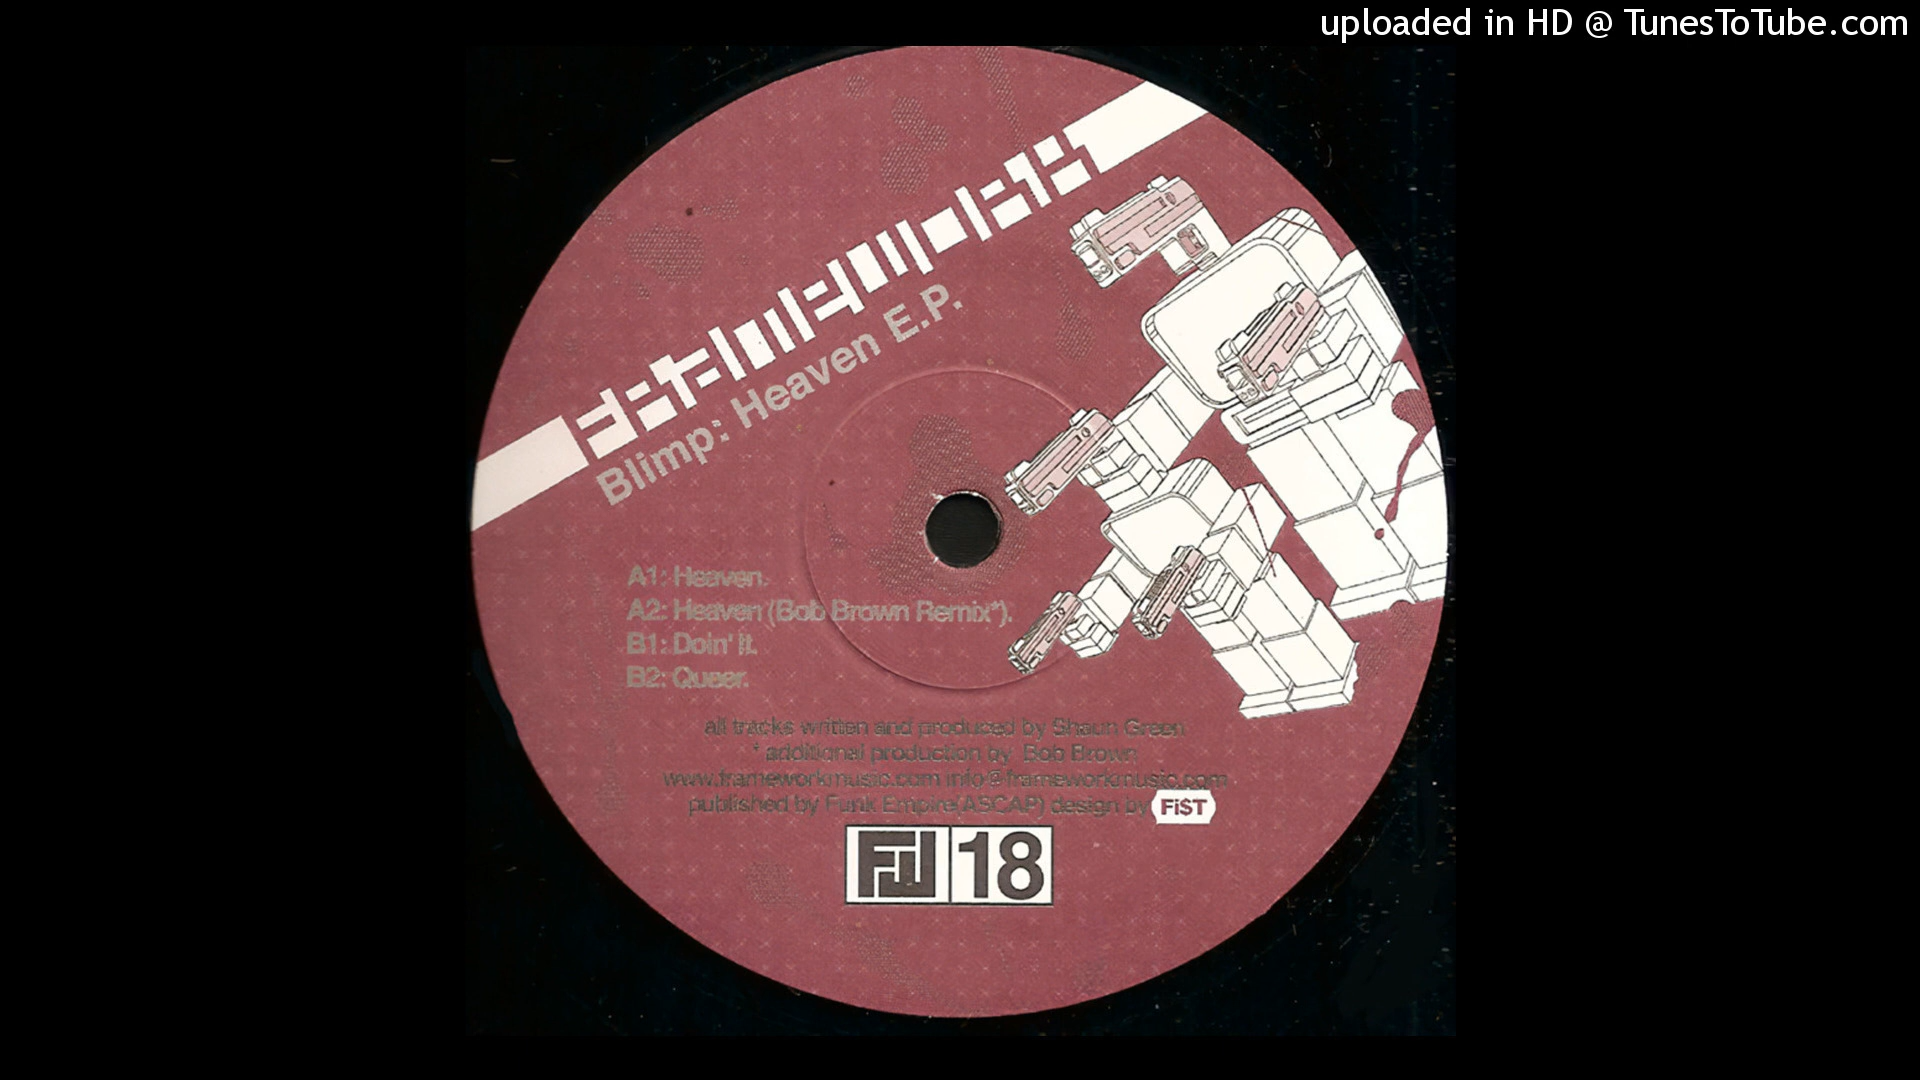 uploaded in HD @ TunesToTube.com
Blimp: Heaven E.P.
A1: Heaven.
A2: Heaven (Bob Brown Remix*).
B1: Doin' It.
B2: Queer.
all tracks written and produced by Shaun Green
* additional production by Bob Brown
www.frameworkmusic.com info@frameworkmusic.com
published by Funk Empire(ASCAP) design by FiST
FW 18